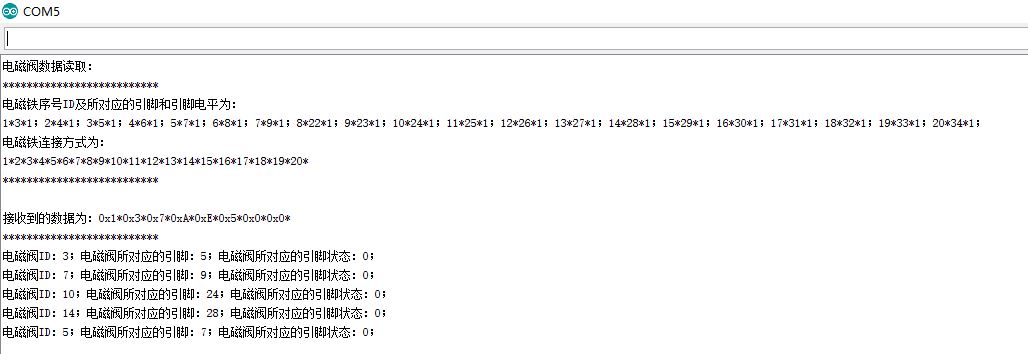 COM5
电磁阀数据读取：
**************************
电磁铁序号ID及所对应的引脚和引脚电平为：
1*3*1；2*4*1；3*5*1；4*6*1；5*7*1；6*8*1；7*9*1；8*22*1；9*23*1；10*24*1；11*25*1；12*26*1；13*27*1；14*28*1；15*29*1；16*30*1；17*31*1；18*32*1；19*33*1；20*34*1；
电磁铁连接方式为：
1*2*3*4*5*6*7*8*9*10*11*12*13*14*15*16*17*18*19*20*
**************************
接收到的数据为：0x1*0x3*0x7*0xA*0xE*0x5*0x0*0x0*
**************************
电磁阀ID：3；电磁阀所对应的引脚：5；电磁阀所对应的引脚状态：0；
电磁阀ID：7；电磁阀所对应的引脚：9；电磁阀所对应的引脚状态：0；
电磁阀ID：10；电磁阀所对应的引脚：24；电磁阀所对应的引脚状态：0；
电磁阀ID：14；电磁阀所对应的引脚：28；电磁阀所对应的引脚状态：0；
电磁阀ID：5；电磁阀所对应的引脚：7；电磁阀所对应的引脚状态：0；